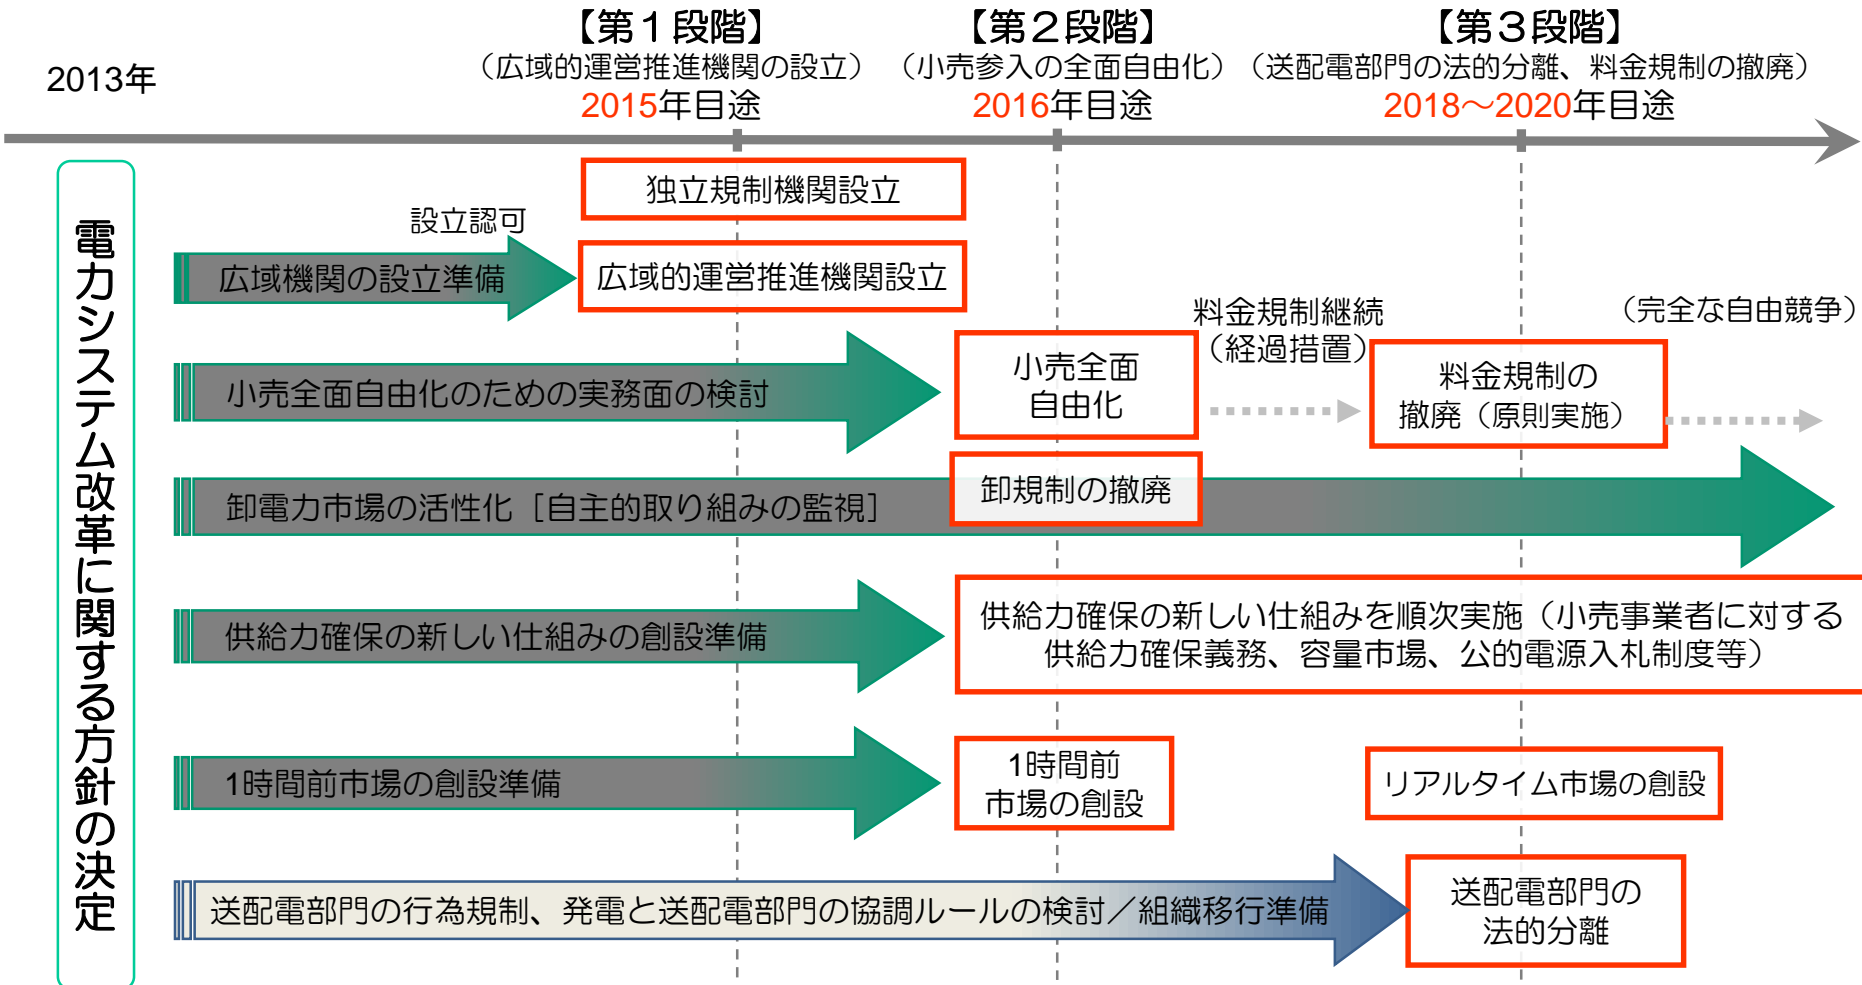 【第１段階】
（広域的運営推進機関の設立）
2015年目途
【第２段階】
（小売参入の全面自由化）
2016年目途
【第３段階】
（送配電部門の法的分離、料金規制の撤廃）
2018～2020年目途
2013年
電力システム改革に関する方針の決定
独立規制機関設立
設立認可
広域機関の設立準備
広域的運営推進機関設立
小売全面自由化のための実務面の検討
小売全面
自由化
料金規制継続
（経過措置）
料金規制の
撤廃（原則実施）
（完全な自由競争）
卸電力市場の活性化［自主的取り組みの監視］
卸規制の撤廃
供給力確保の新しい仕組みの創設準備
供給力確保の新しい仕組みを順次実施（小売事業者に対する
供給力確保義務、容量市場、公的電源入札制度等）
1時間前市場の創設準備
1時間前
市場の創設
リアルタイム市場の創設
送配電部門の行為規制、発電と送配電部門の協調ルールの検討／組織移行準備
送配電部門の
法的分離